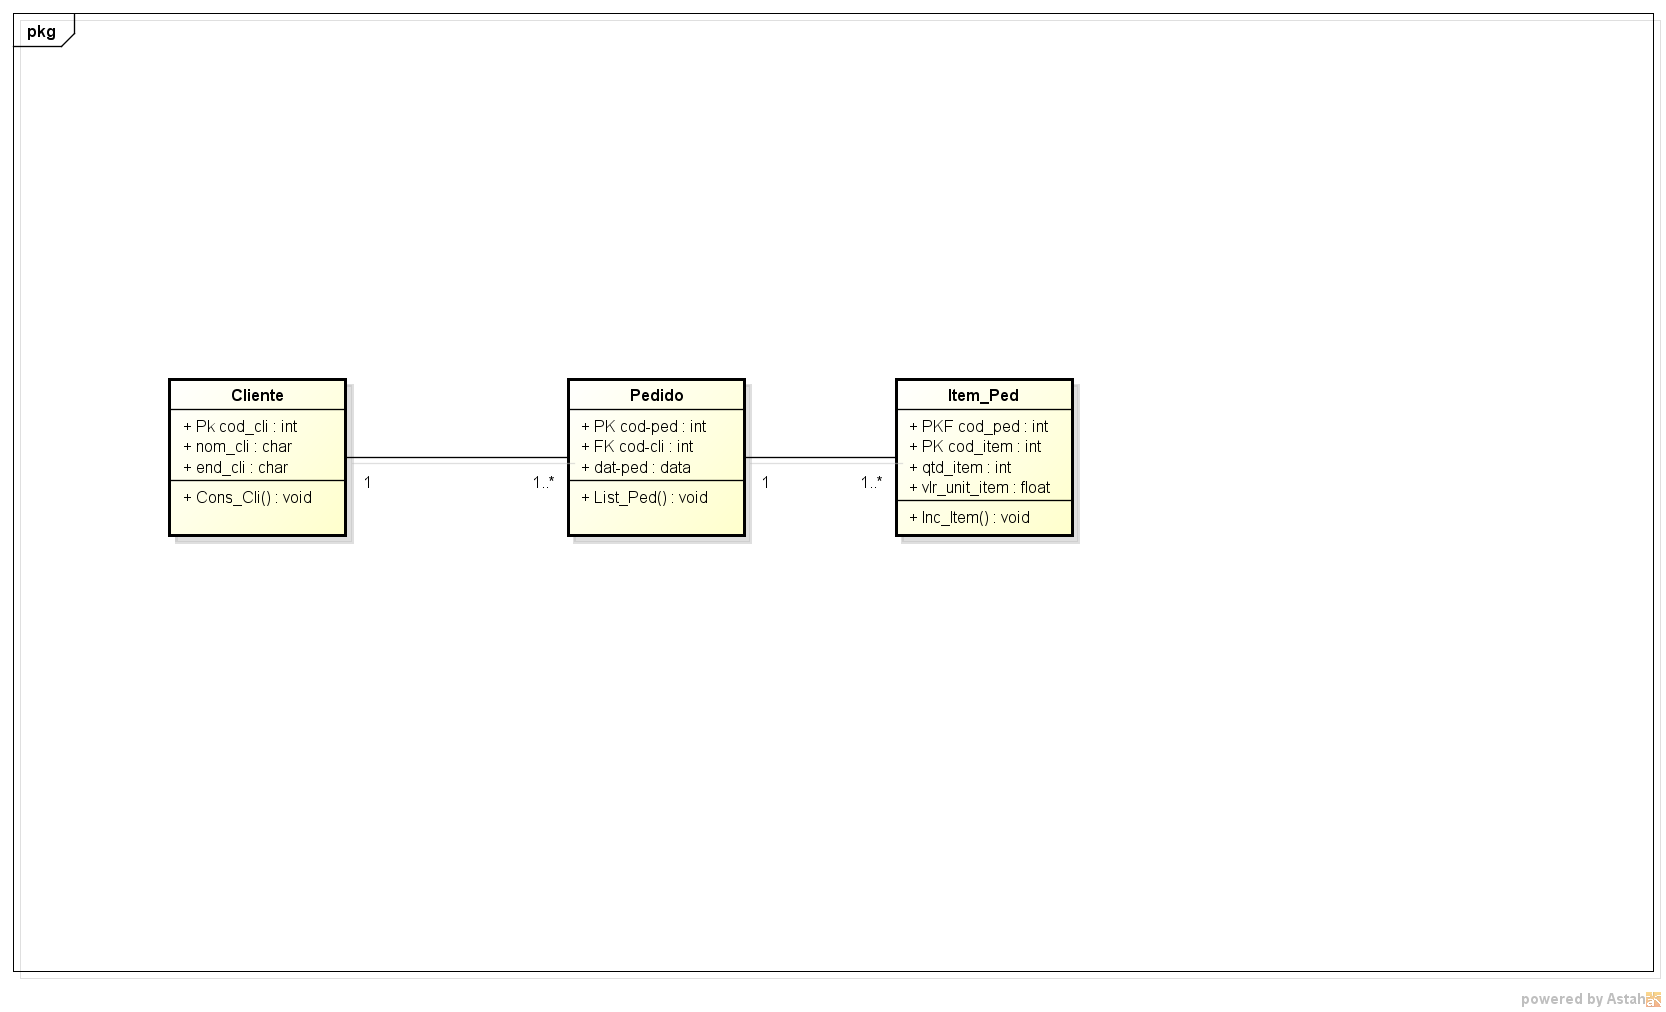 pkg
Cliente
+ Pk cod_cli : int
+ nom_cli : char
+ end_cli : char
+ Cons_Cli() : void
1
1..*
Pedido
+ PK cod-ped : int
+ FK cod-cli : int
+ dat-ped : data
+ List_Ped() : void
1
1..*
Item_Ped
+ PKF cod_ped : int
+ PK cod_item : int
+ qtd_item : int
+ vlr_unit_item : float
+ Inc_Item() : void
powered by Astah